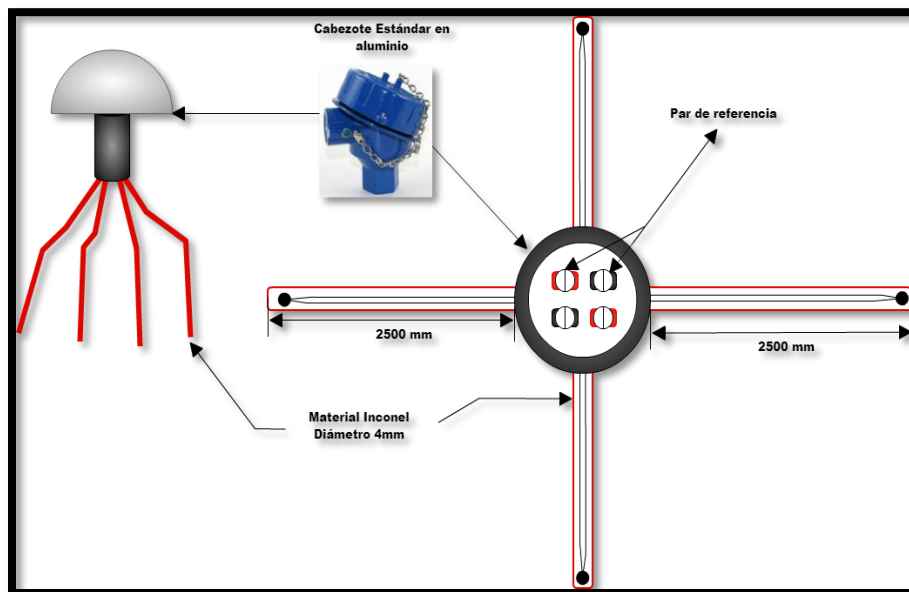 Cabezote Estándar en
aluminio
Par de referencia
2500 mm
2500 mm
Material Inconel
Diámetro 4mm